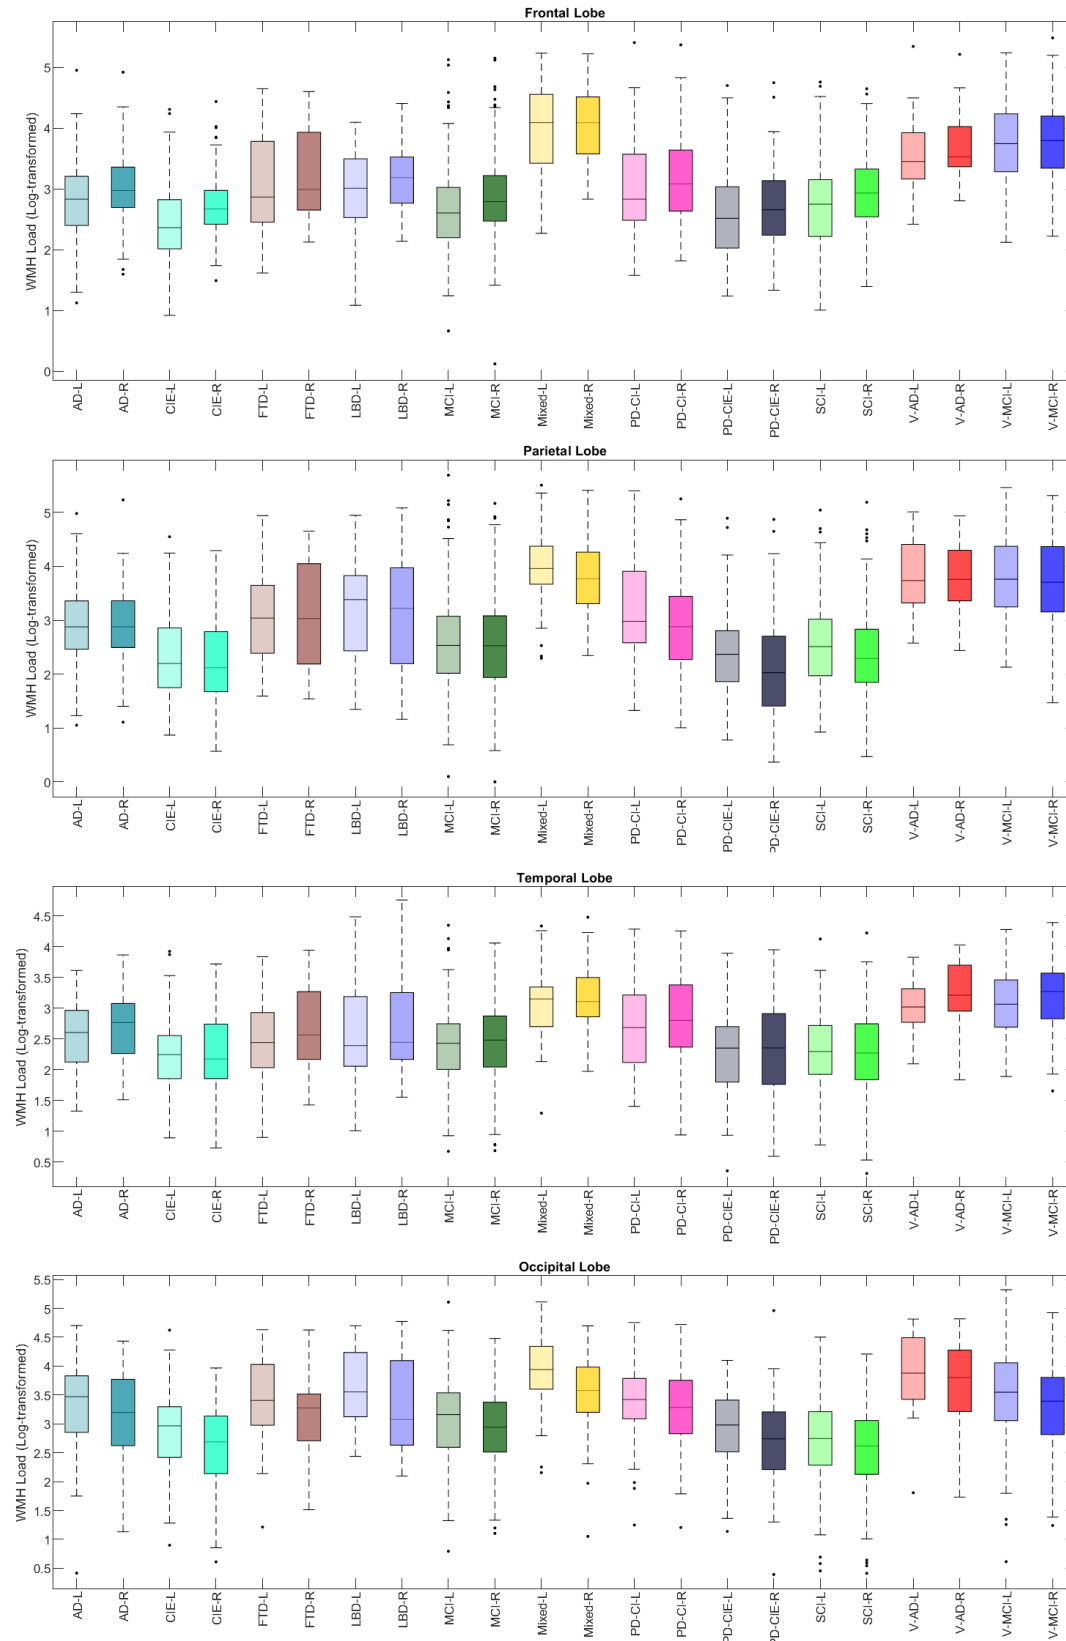 Frontal Lobe
WMH Load (Log-transformed)
5
4
3
2
1
0
AD-L AD-R CIE-L CIE-R FTD-L FTD-R LBD-L LBD-R MCI-L MCI-R Mixed-L Mixed-R PD-CI-L PD-CI-R PD-CIE-L PD-CIE-R SCI-L SCI-R V-AD-L V-AD-R V-MCI-L V-MCI-R
Parietal Lobe
WMH Load (Log-transformed)
5
4
3
2
1
0
AD-L AD-R CIE-L CIE-R FTD-L FTD-R LBD-L LBD-R MCI-L MCI-R Mixed-L Mixed-R PD-CI-L PD-CI-R PD-CIE-L PD-CIE-R SCI-L SCI-R V-AD-L V-AD-R V-MCI-L V-MCI-R
Temporal Lobe
WMH Load (Log-transformed)
4.5
4
3.5
3
2.5
2
1.5
1
0.5
AD-L AD-R CIE-L CIE-R FTD-L FTD-R LBD-L LBD-R MCI-L MCI-R Mixed-L Mixed-R PD-CI-L PD-CI-R PD-CIE-L PD-CIE-R SCI-L SCI-R V-AD-L V-AD-R V-MCI-L V-MCI-R
Occipital Lobe
WMH Load (Log-transformed)
5.5
5
4.5
4
3.5
3
2.5
2
1.5
1
0.5
AD-L AD-R CIE-L CIE-R FTD-L FTD-R LBD-L LBD-R MCI-L MCI-R Mixed-L Mixed-R PD-CI-L PD-CI-R PD-CIE-L PD-CIE-R SCI-L SCI-R V-AD-L V-AD-R V-MCI-L V-MCI-R